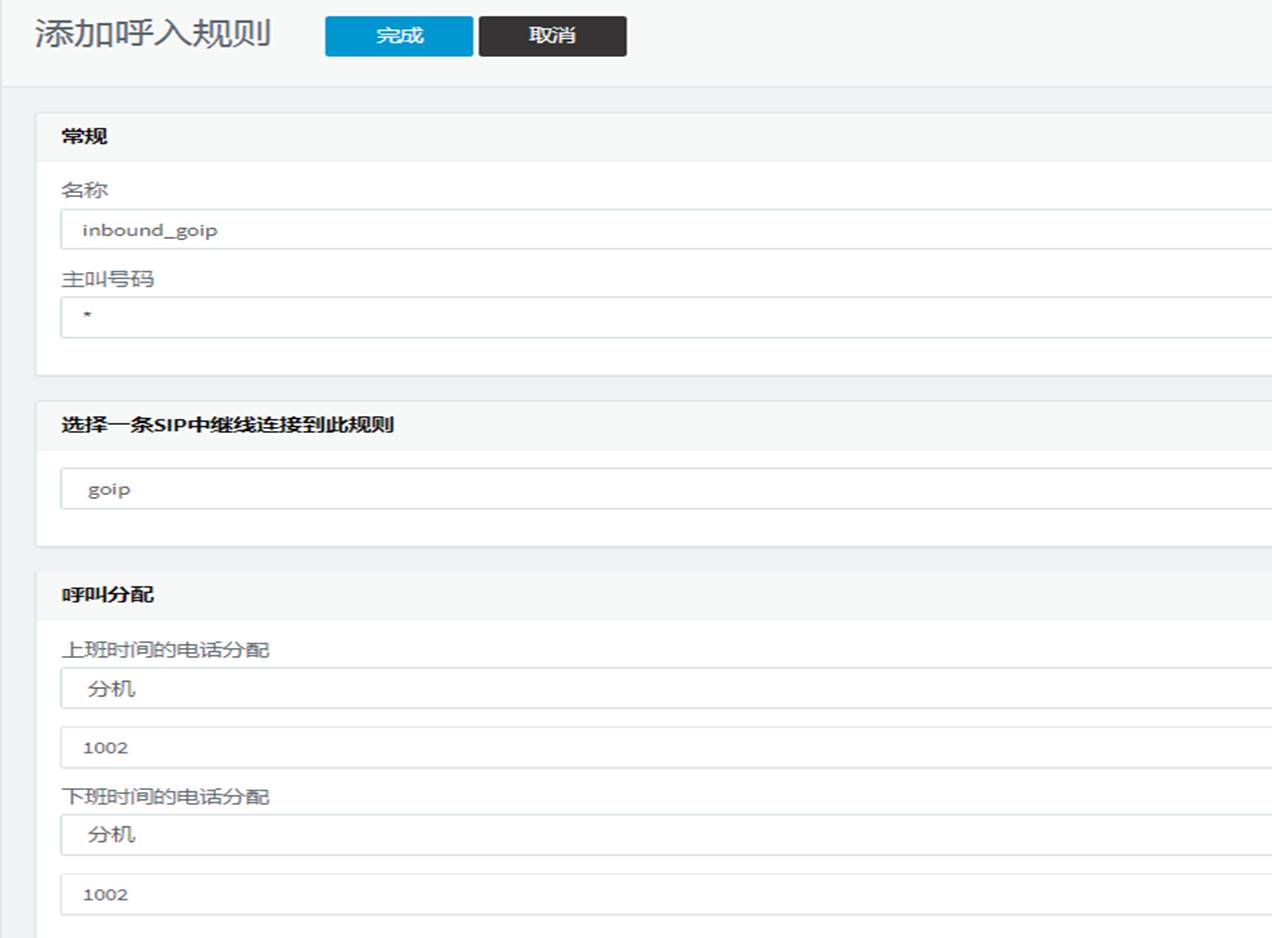 添加呼入规则 完成 取消
常规
名称
inbound_goip
主叫号码
*
选择一条SIP中继线连接到此规则
goip
呼叫分配
上班时间的电话分配
分机
1002
下班时间的电话分配
分机
1002